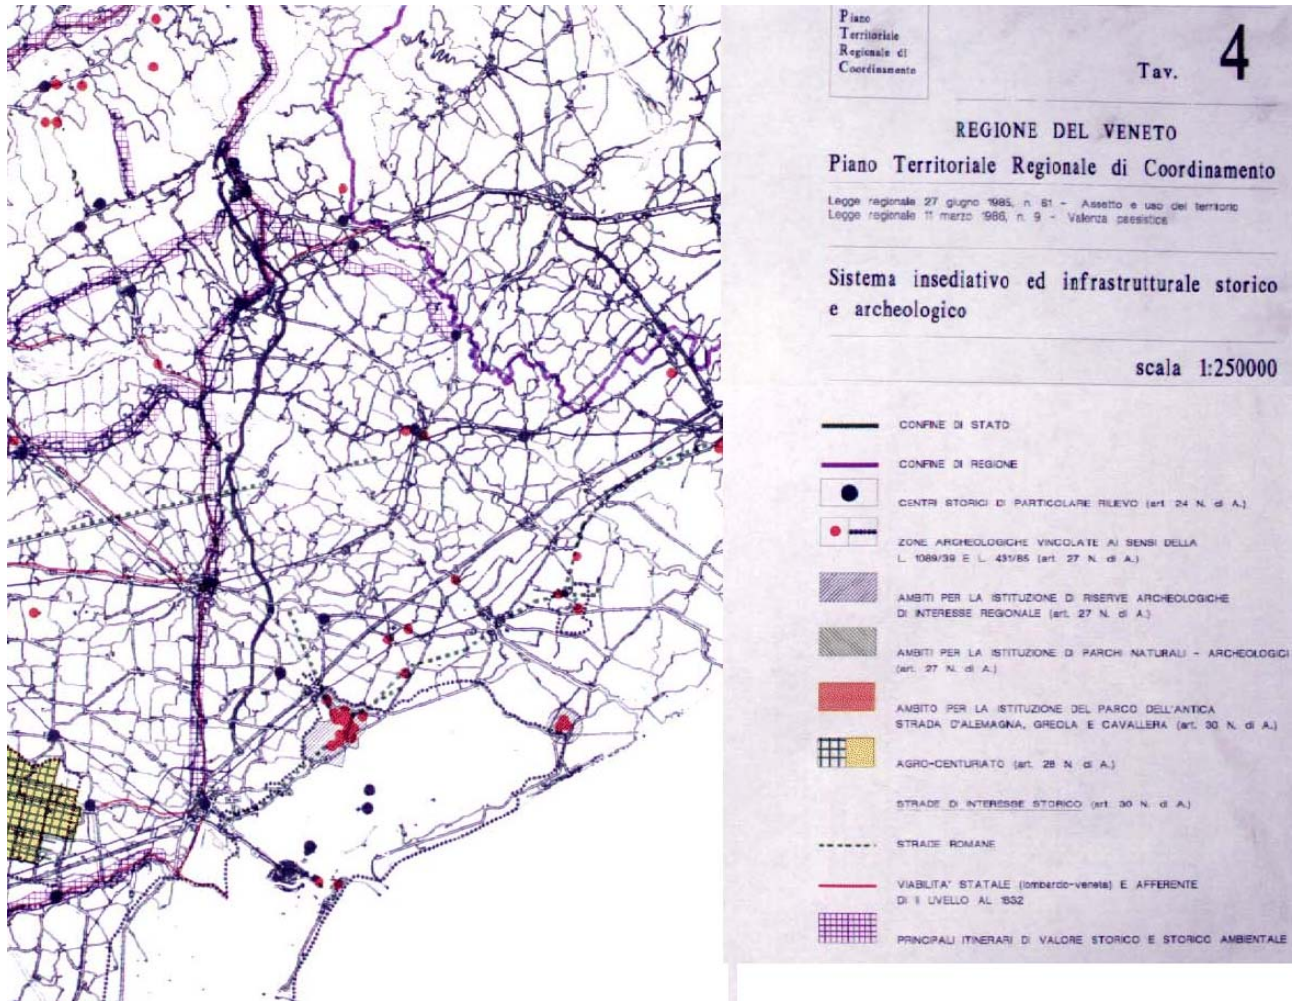 Piano
Territoriale
Regionale di
Coordinamento
Tav. 4
REGIONE DEL VENETO
Piano Territoriale Regionale di Coordinamento
Legge regionale 27 giugno 1985, n. 61 - Assetto e uso del territorio
Legge regionale 11 marzo 1986, n. 9 - Valenza paesistica
Sistema insediativo ed infrastrutturale storico
e archeologico
scala 1:250000
CONFINE DI STATO
CONFINE DI REGIONE
CENTRI STORICI DI PARTICOLARE RILIEVO (art. 24 N. di A.)
ZONE ARCHEOLOGICHE VINCOLATE AI SENSI DELLA
L. 1089/39 E L. 431/85 (art. 27 N. di A.)
AMBITI PER LA ISTITUZIONE DI RISERVE ARCHEOLOGICHE
DI INTERESSE REGIONALE (art. 27 N. di A.)
AMBITI PER LA ISTITUZIONE DI PARCHI NATURALI - ARCHEOLOGICI
(art. 27 N. di A.)
AMBITO PER LA ISTITUZIONE DEL PARCO DELL'ANTICA
STRADA D'ALEMAGNA, GREOLA E CAVALLERA (art. 30 N. di A.)
AGRO-CENTURIATO (art. 28 N. di A.)
STRADE DI INTERESSE STORICO (art. 30 N. di A.)
STRADE ROMANE
VIABILITA' STATALE (lombardo-veneta) E AFFERENTE
DI II LIVELLO AL 1832
PRINCIPALI ITINERARI DI VALORE STORICO E STORICO AMBIENTALE